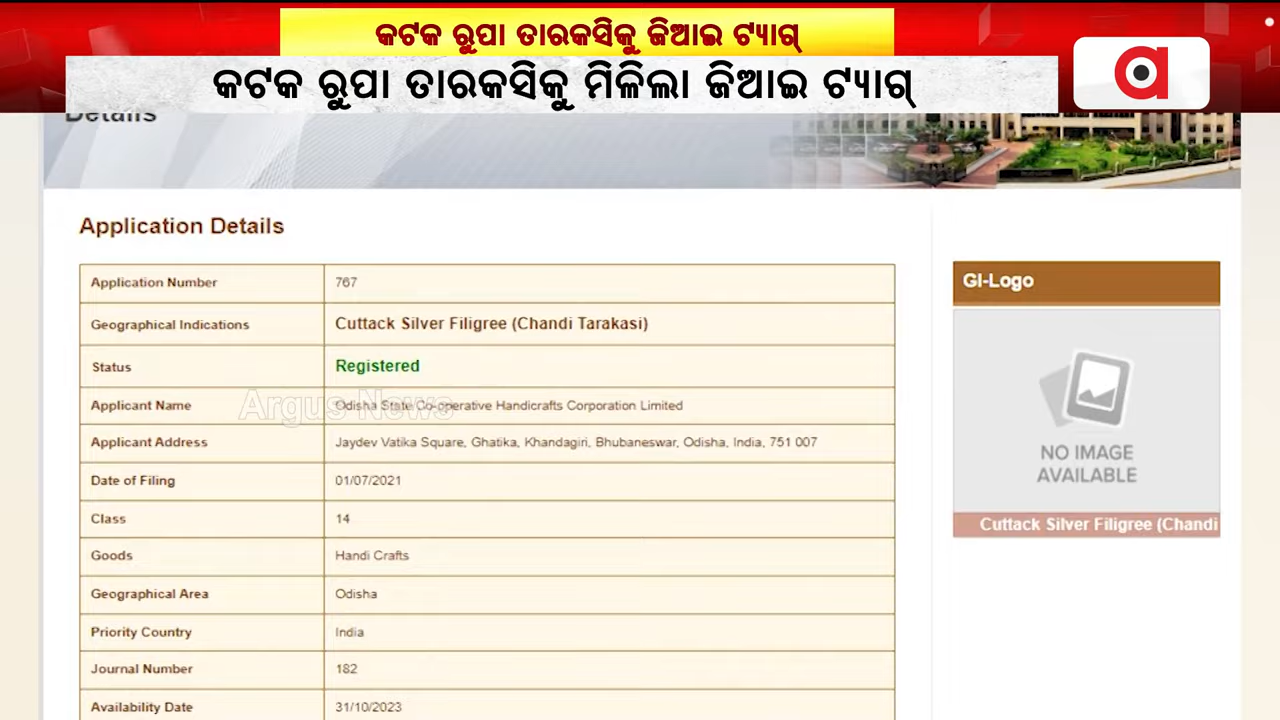 କଟକ ରୁପା ତାରକସିକୁ ଜିଆଇ ଟ୍ୟାଗ୍
କଟକ ରୁପା ତାରକସିକୁ ମିଳିଲା ଜିଆଇ ଟ୍ୟାଗ୍
a
Details
Application Details
Application Number 767
Geographical Indications Cuttack Silver Filigree (Chandi Tarakasi)
Status Registered
Applicant Name Odisha State Co-operative Handicrafts Corporation Limited
Argus News
Applicant Address Jaydev Vatika Square, Ghatika, Khandagiri, Bhubaneswar, Odisha, India, 751 007
Date of Filing 01/07/2021
Class 14
Goods Handi Crafts
Geographical Area Odisha
Priority Country India
Journal Number 182
Availability Date 31/10/2023
GI-Logo
NO IMAGE
AVAILABLE
Cuttack Silver Filigree (Chandi